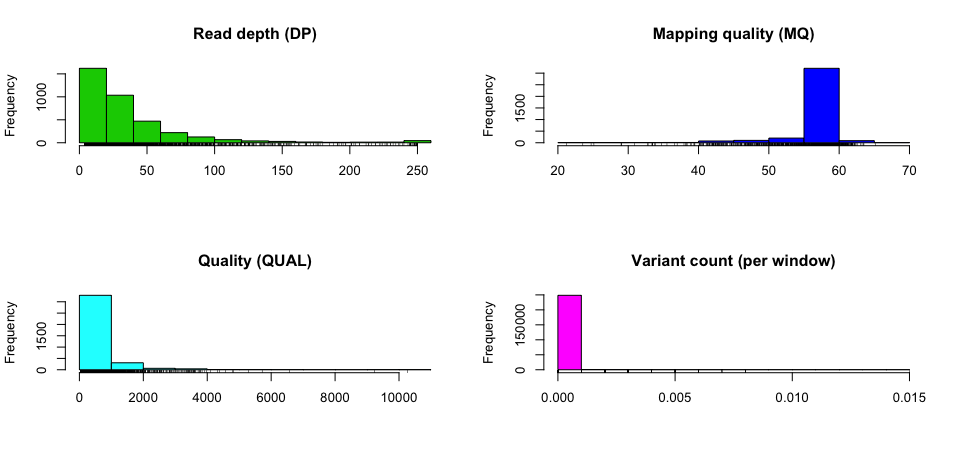 Read depth (DP)
Frequency
0 1000
0 50 100 150 200 250
Mapping quality (MQ)
Frequency
0 1500
20 30 40 50 60 70
Quality (QUAL)
Frequency
0 1500
0 2000 4000 6000 8000 10000
Variant count (per window)
Frequency
0 150000
0.000 0.005 0.010 0.015